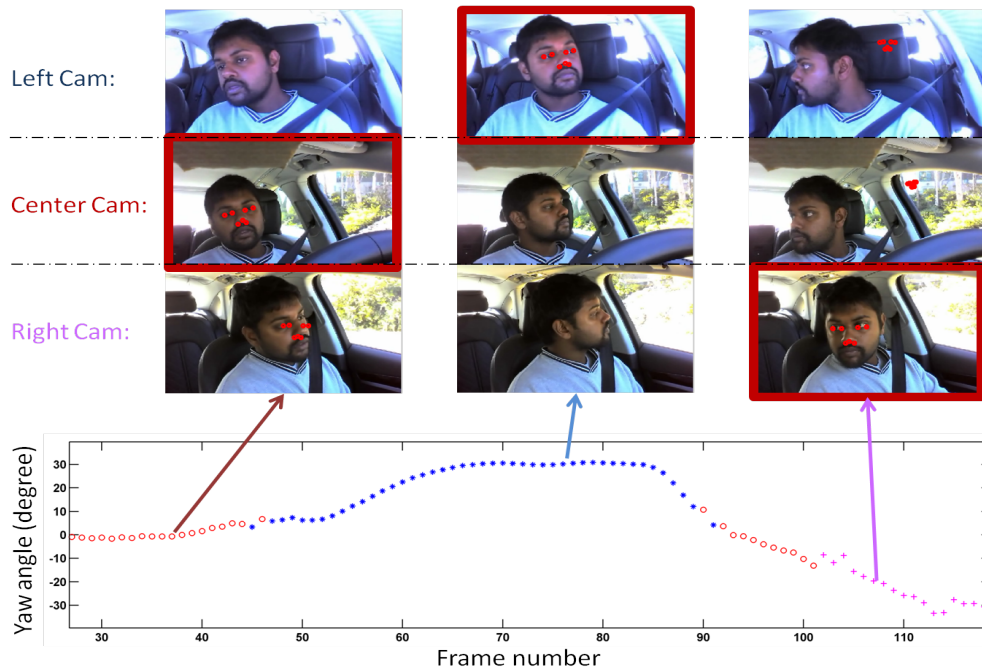 Left Cam:
Center Cam:
Right Cam:
Yaw angle (degree)
30
20
10
0
-10
-20
-30
30 40 50 60 70 80 90 100 110
Frame number